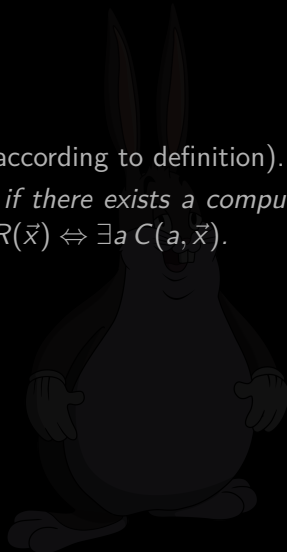 according to definition).
if there exists a compu
R(x⃗) ⇔ ∃a C(a, x⃗).